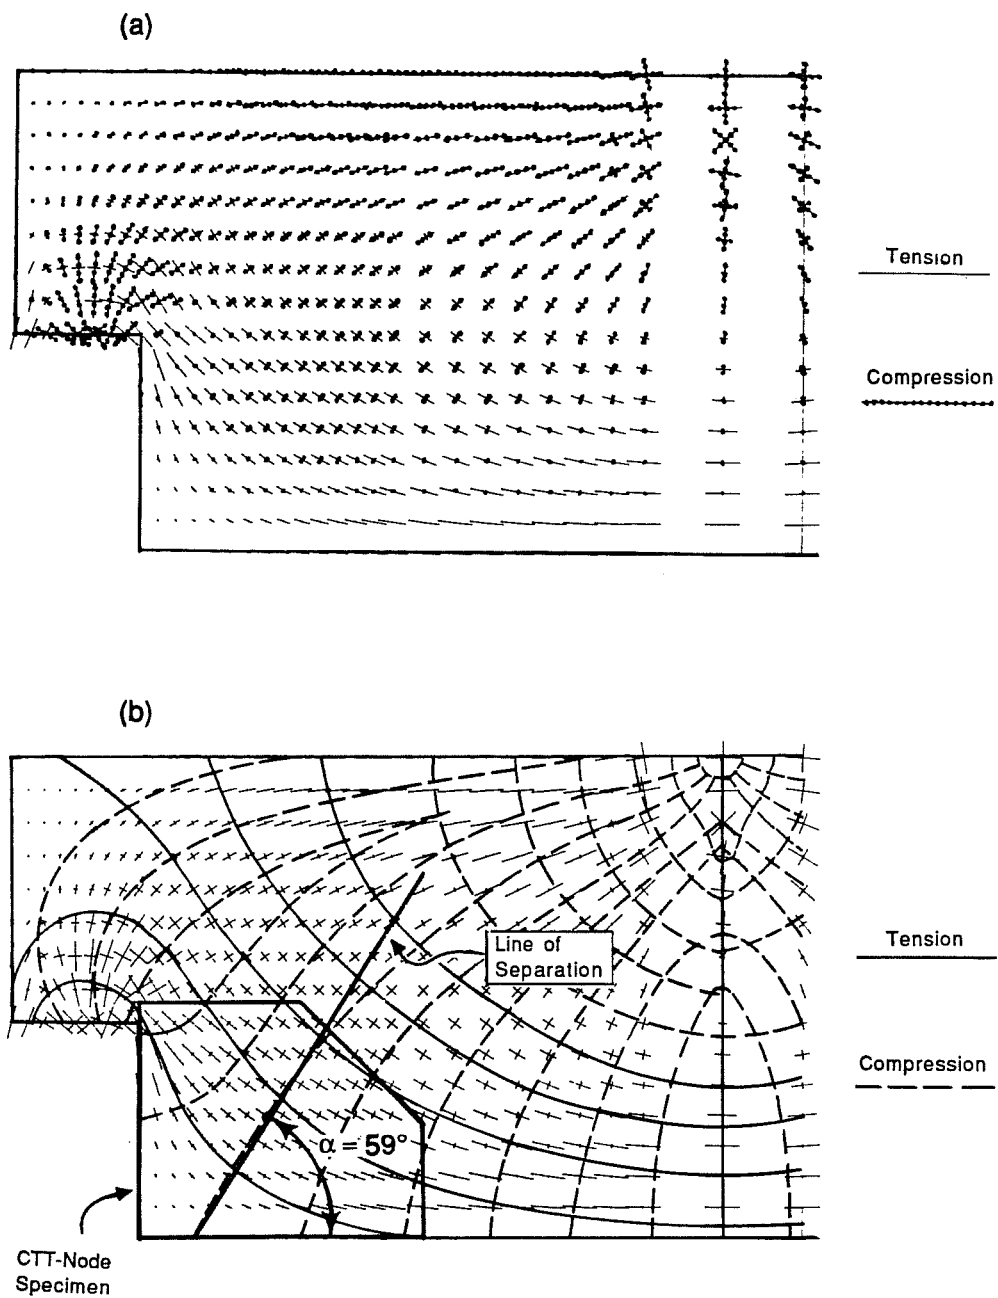 (a)
Tension
Compression
(b)
Line of
Separation
Tension
Compression
α = 59°
CTT-Node
Specimen